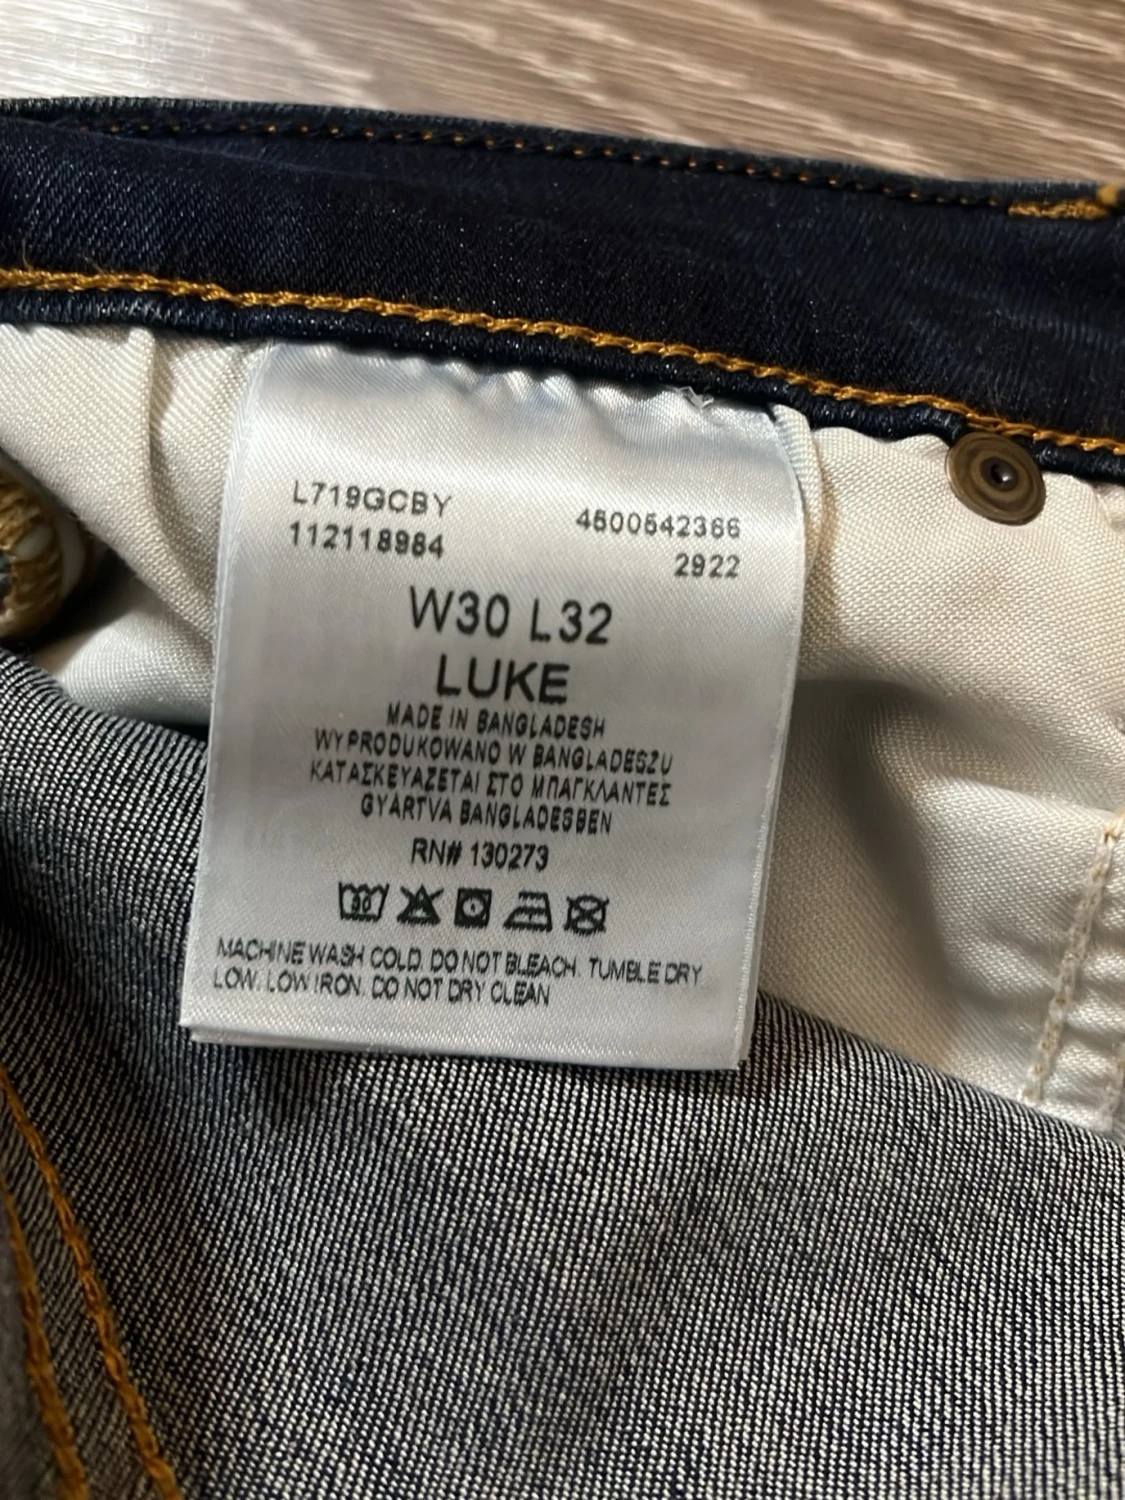 L719GCBY
112118984
4500542366
2922
W30 L32
LUKE
MADE IN BANGLADESH
WYPRODUKOWANO W BANGLADESZU
ΚΑΤΑΣΚΕΥΑΖΕΤΑΙ ΣΤΟ ΜΠΑΓΚΛΑΝΤΕΣ
GYÁRTVA BANGLADESBEN
RN# 130273
30
MACHINE WASH COLD. DO NOT BLEACH. TUMBLE DRY
LOW. LOW IRON. DO NOT DRY CLEAN